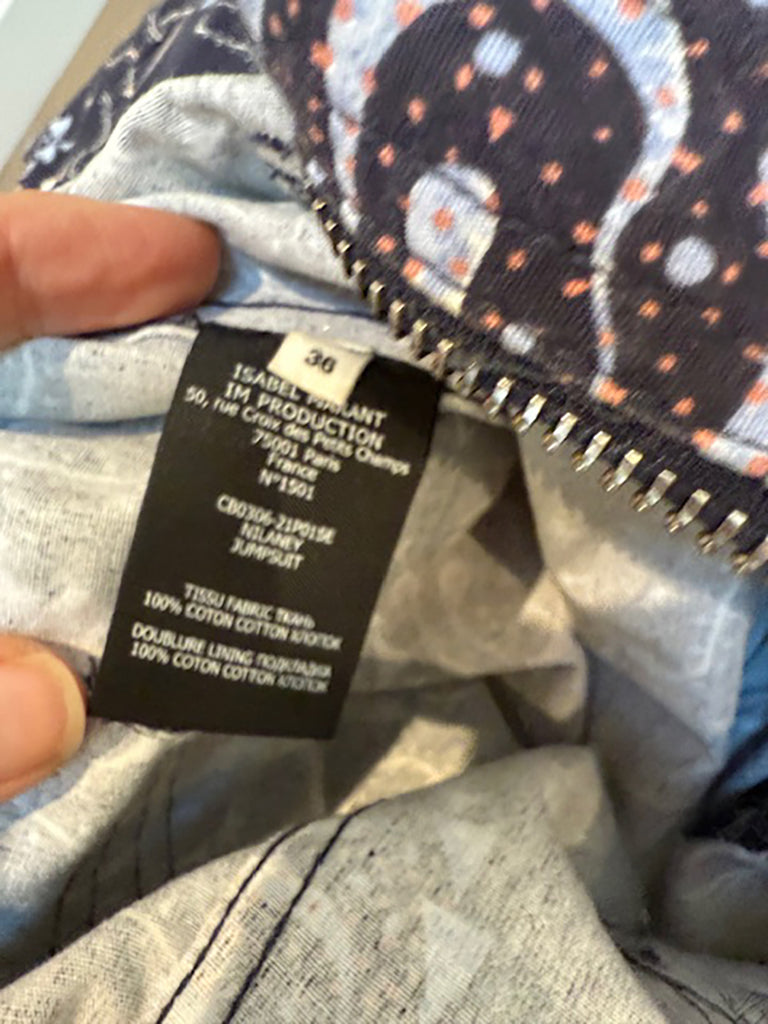 36
ISABEL MARANT
IM PRODUCTION
50, rue Croix des Petits Champs
75001 Paris
France
N°1501
CB0306-21P015E
NILANEY
JUMPSUIT
TISSU FABRIC ТКАНЬ
100% COTON COTTON ХЛОПОК
DOUBLURE LINING ПОДКЛАДКА
100% COTON COTTON ХЛОПОК